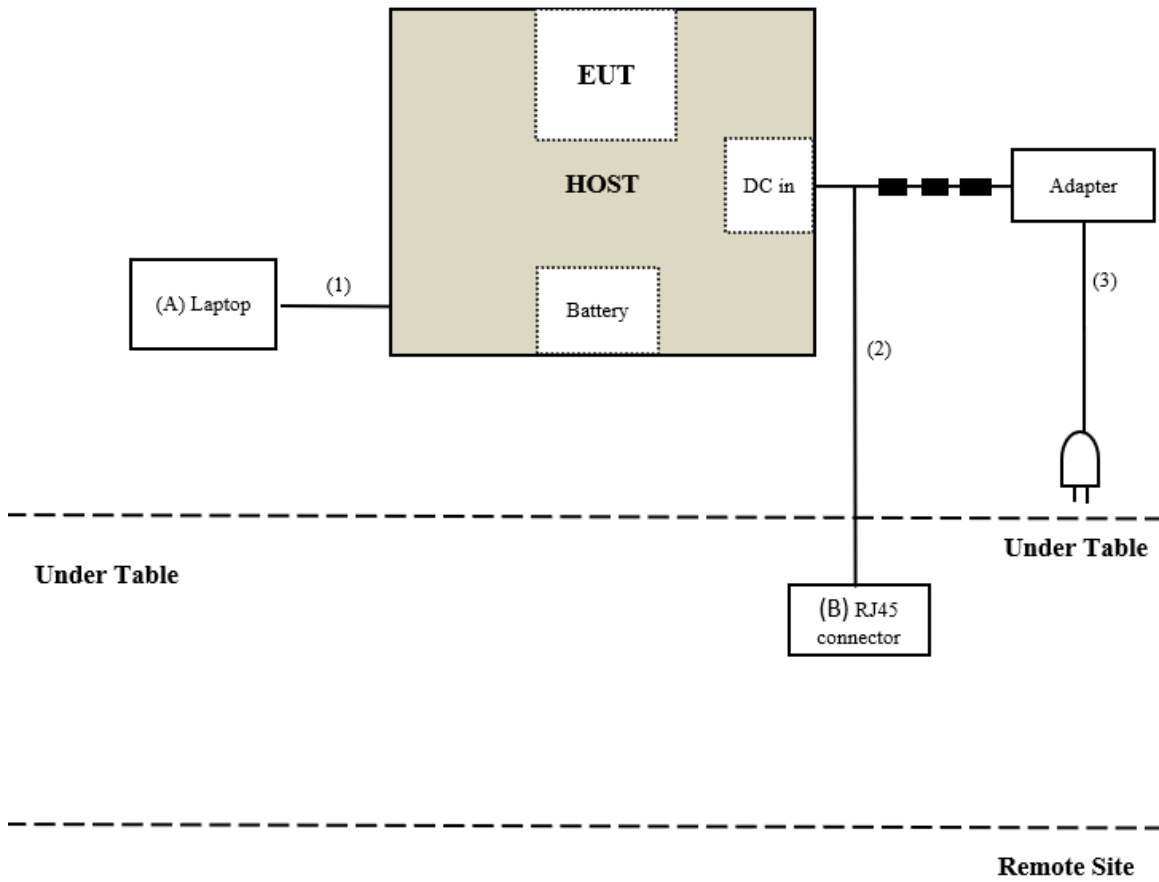 EUT
HOST
DC in
Adapter
(A) Laptop
(1)
Battery
(2)
(3)
Under Table
Under Table
(B) RJ45
connector
Remote Site